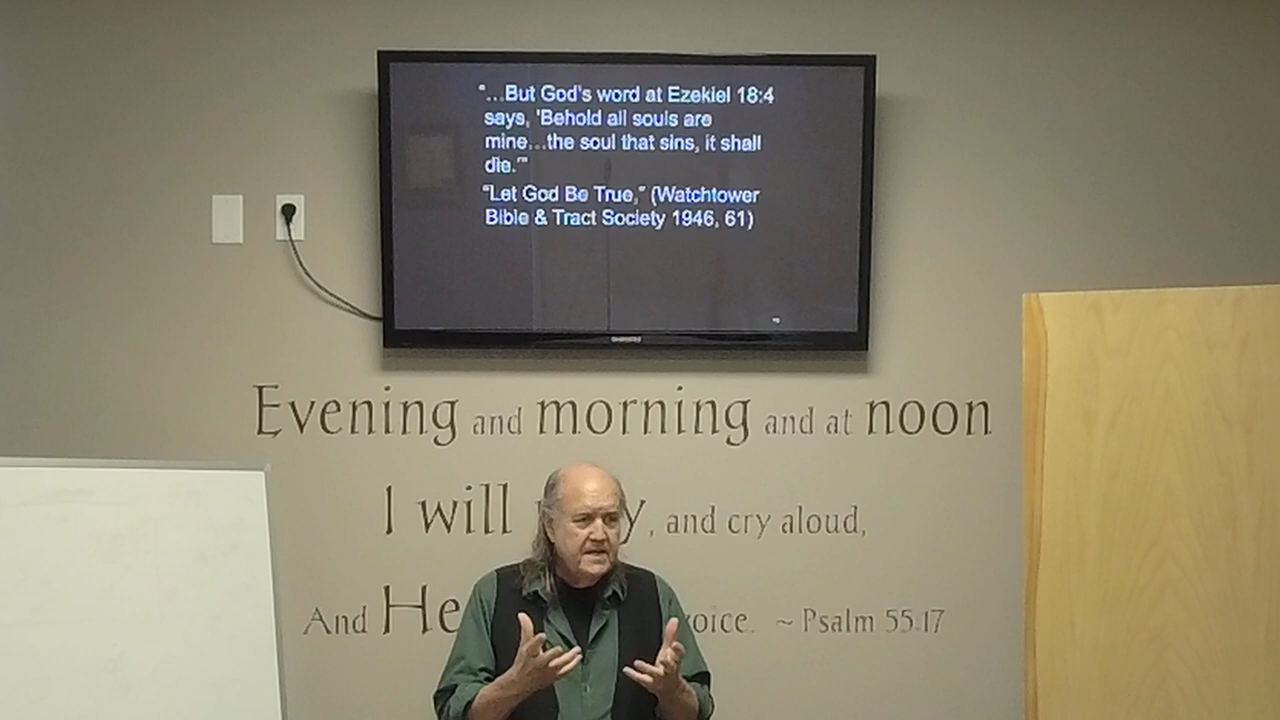 "...But God's word at Ezekiel 18:4
says, 'Behold all souls are
mine...the soul that sins, it shall
die.'"
"Let God Be True," (Watchtower
Bible & Tract Society 1946, 61)
Evening and morning and at noon
I will y, and cry aloud,
And He voice. ~ Psalm 55:17